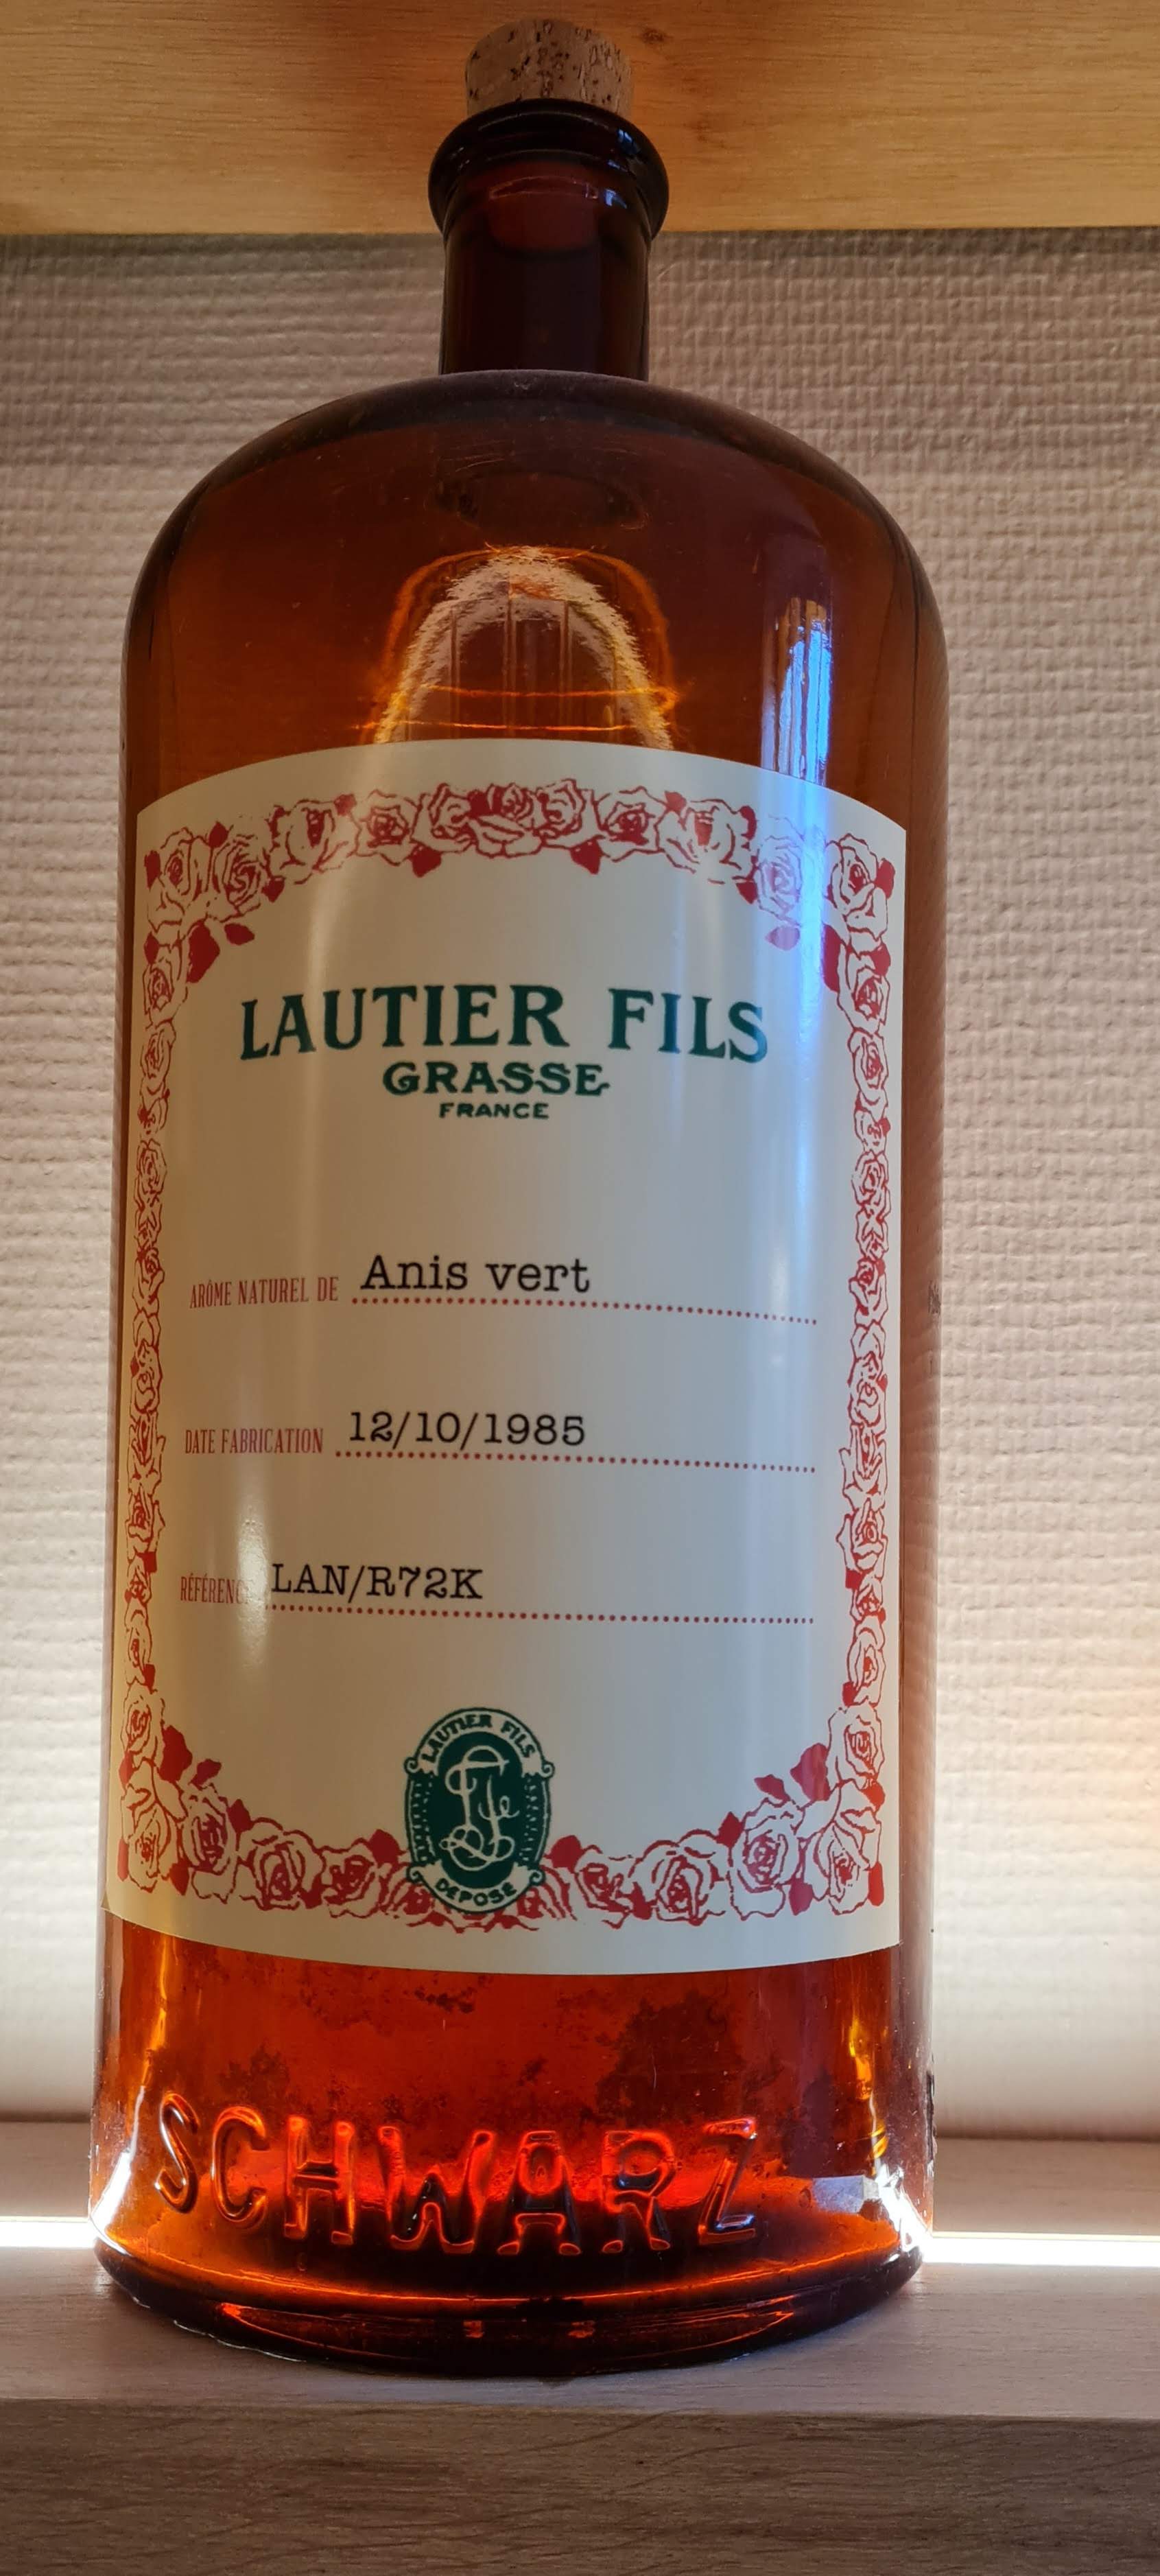 LAUTIER FILS
GRASSE
FRANCE
ARÔME NATUREL DE Anis vert
DATE FABRICATION 12/10/1985
RÉFÉRENCE LAN/R72K
LAUTIER FILS
DÉPOSÉ
SCHWARZ